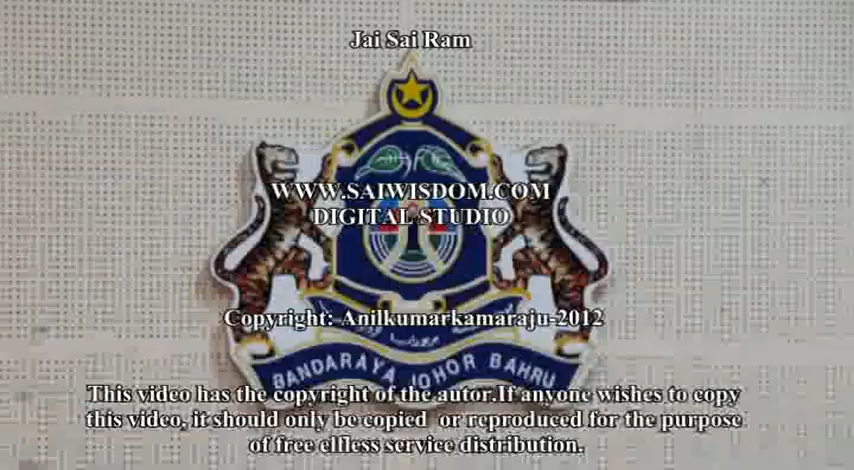 Jai Sai Ram
WWW.SAIWISDOM.COM
DIGITAL STUDIO
Copyright: Anilkumarkamaraju-2012
BANDARAYA JOHOR BAHRU
This video has the copyright of the autor.If anyone wishes to copy
this video, it should only be copied or reproduced for the purpose
of free elfless service distribution.